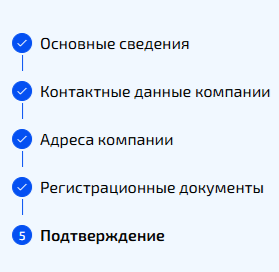 Основные сведения
Контактные данные компании
Адреса компании
Регистрационные документы
5 Подтверждение